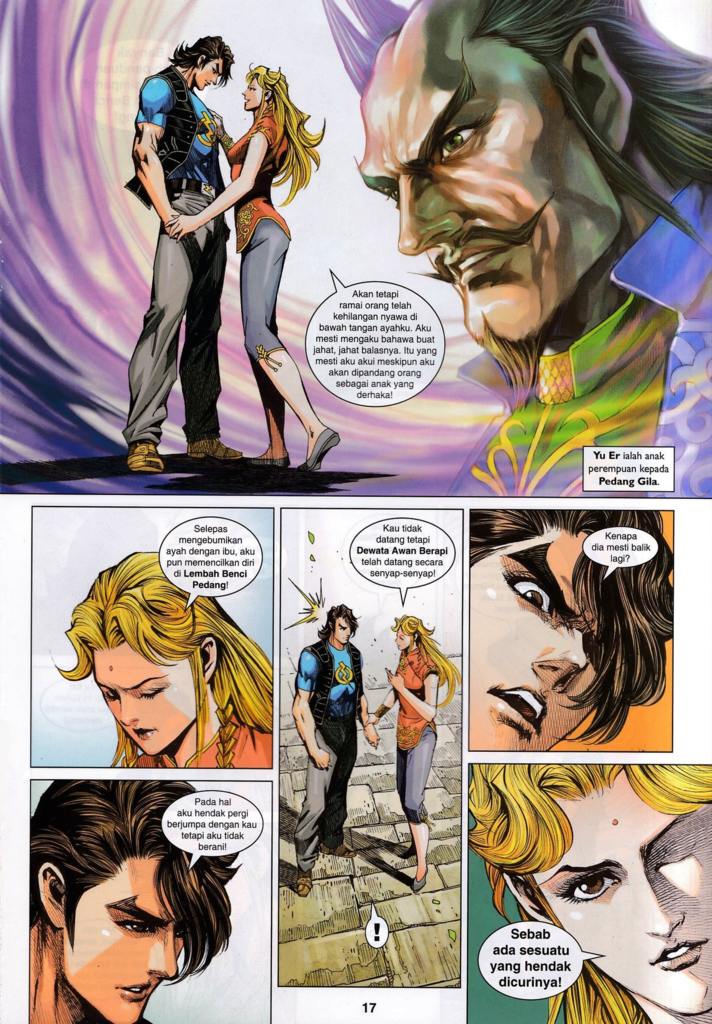 Akan tetapi
ramai orang telah
kehilangan nyawa di
bawah tangan ayahku. Aku
mesti mengaku bahawa buat
jahat, jahat balasnya. Itu yang
mesti aku akui meskipun aku
akan dipandang orang
sebagai anak yang
derhaka!
Yu Er ialah anak
perempuan kepada
Pedang Gila.
Selepas
mengebumikan
ayah dengan ibu, aku
pun memencilkan diri
di Lembah Benci
Pedang!
Pada hal
aku hendak pergi
berjumpa dengan kau
tetapi aku tidak
berani!
Kau tidak
datang tetapi
Dewata Awan Berapi
telah datang secara
senyap-senyap!
!
Kenapa
dia mesti balik
lagi?
Sebab
ada sesuatu
yang hendak
dicurinya!
17